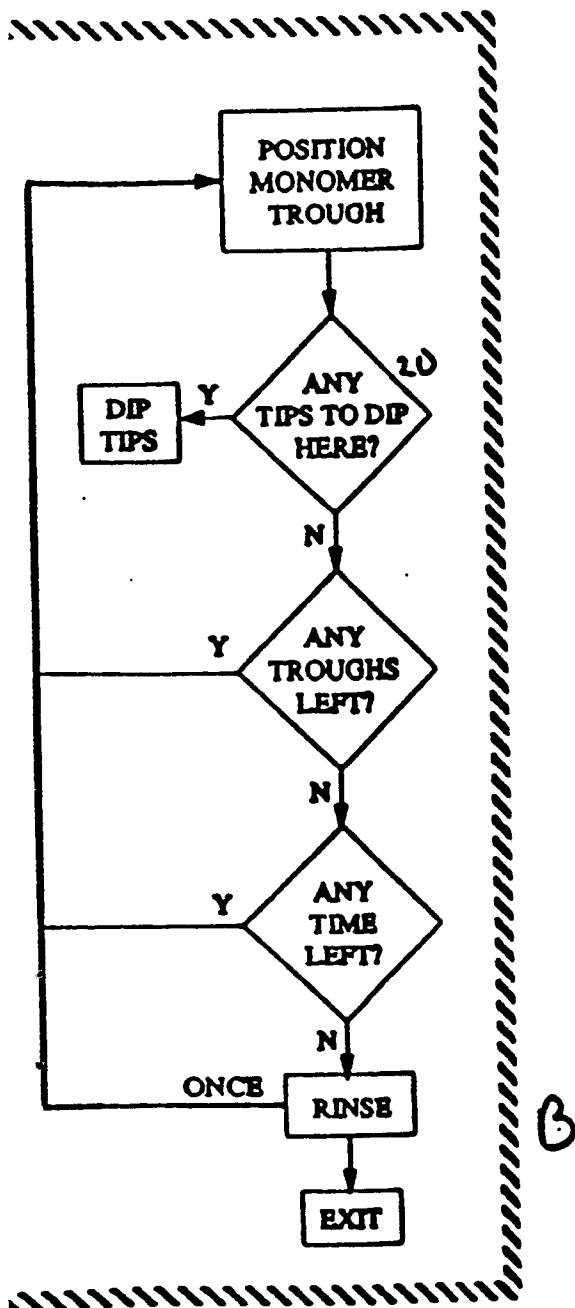 POSITION
MONOMER
TROUGH
20
ANY
TIPS TO DIP
HERE?
Y
DIP
TIPS
N
ANY
TROUGHS
LEFT?
Y
N
ANY
TIME
LEFT?
Y
N
ONCE
RINSE
EXIT
B